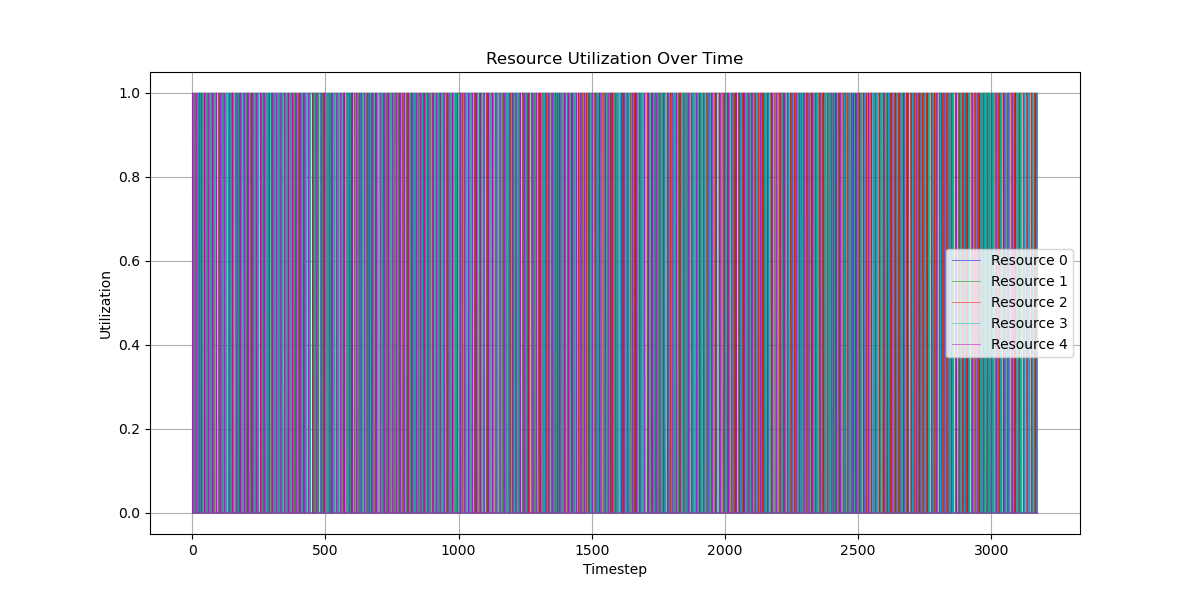 Resource Utilization Over Time
1.0
0.8
0.6
0.4
0.2
0.0
Utilization
Resource 0
Resource 1
Resource 2
Resource 3
Resource 4
0 500 1000 1500 2000 2500 3000
Timestep